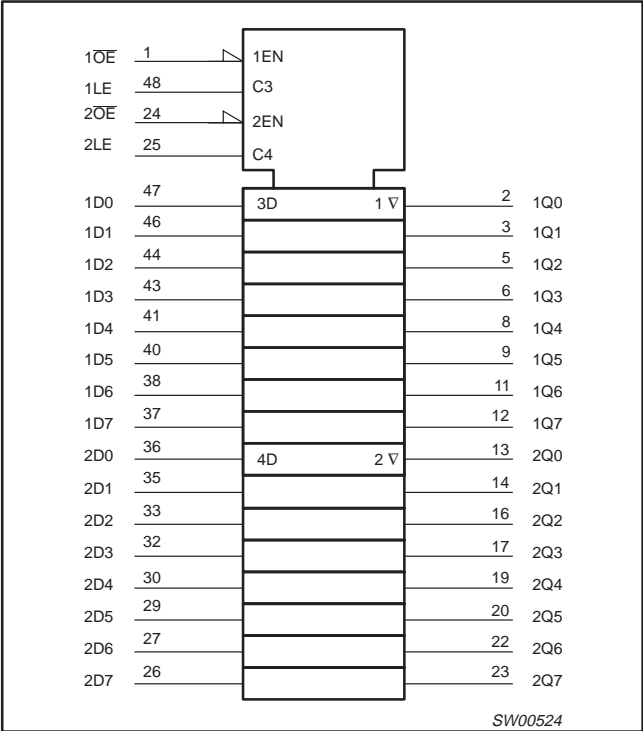 1O̅E̅ 1 1EN
1LE 48 C3
2O̅E̅ 24 2EN
2LE 25 C4
1D0 47 3D 1 ∇ 2 1Q0
1D1 46 3 1Q1
1D2 44 5 1Q2
1D3 43 6 1Q3
1D4 41 8 1Q4
1D5 40 9 1Q5
1D6 38 11 1Q6
1D7 37 12 1Q7
2D0 36 4D 2 ∇ 13 2Q0
2D1 35 14 2Q1
2D2 33 16 2Q2
2D3 32 17 2Q3
2D4 30 19 2Q4
2D5 29 20 2Q5
2D6 27 22 2Q6
2D7 26 23 2Q7
SW00524